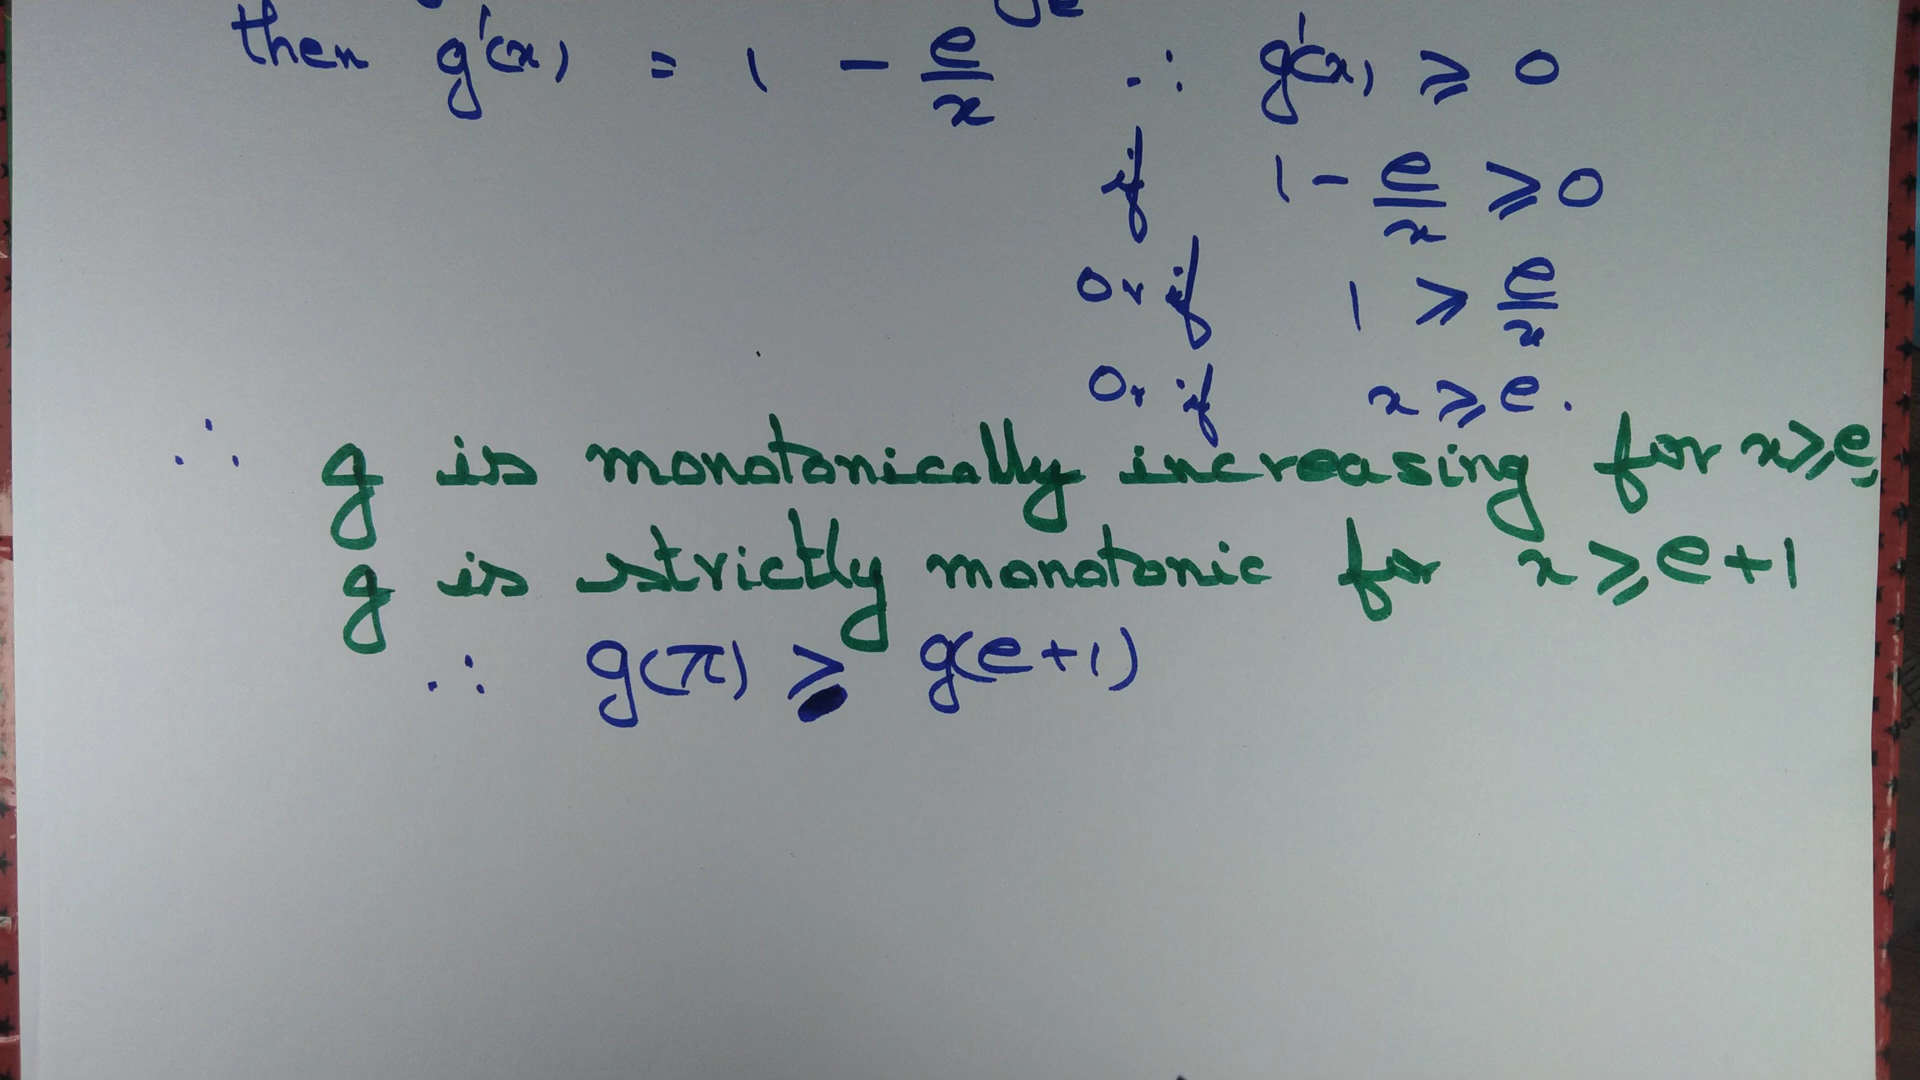 then g'(x) = 1 - e/x ∴ g'(x) ≥ 0
if 1 - e/x ≥ 0
Or if 1 ≥ e/x
Or if x ≥ e.
∴ g is monotonically increasing for x ≥ e,
g is strictly monotonic for x ≥ e+1
∴ g(π) ≥ g(e+1)